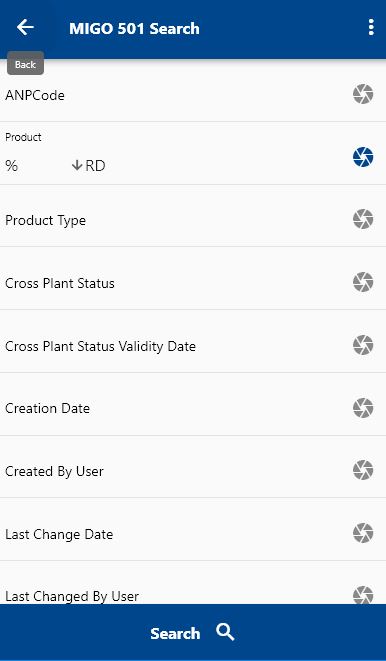 MIGO 501 Search
Back
ANPCode
Product
% ↓RD
Product Type
Cross Plant Status
Cross Plant Status Validity Date
Creation Date
Created By User
Last Change Date
Last Changed By User
Search